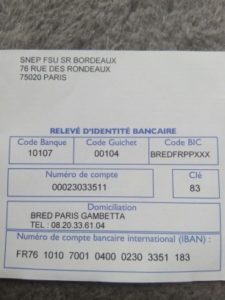 SNEP FSU SR BORDEAUX
76 RUE DES RONDEAUX
75020 PARIS
RELEVÉ D'IDENTITÉ BANCAIRE
Code Banque Code Guichet Code BIC
10107 00104 BREDFRPPXXX
Numéro de compte Clé
00023033511 83
Domiciliation
BRED PARIS GAMBETTA
TEL : 08.20.33.61.04
Numéro de compte bancaire international (IBAN) :
FR76 1010 7001 0400 0230 3351 183